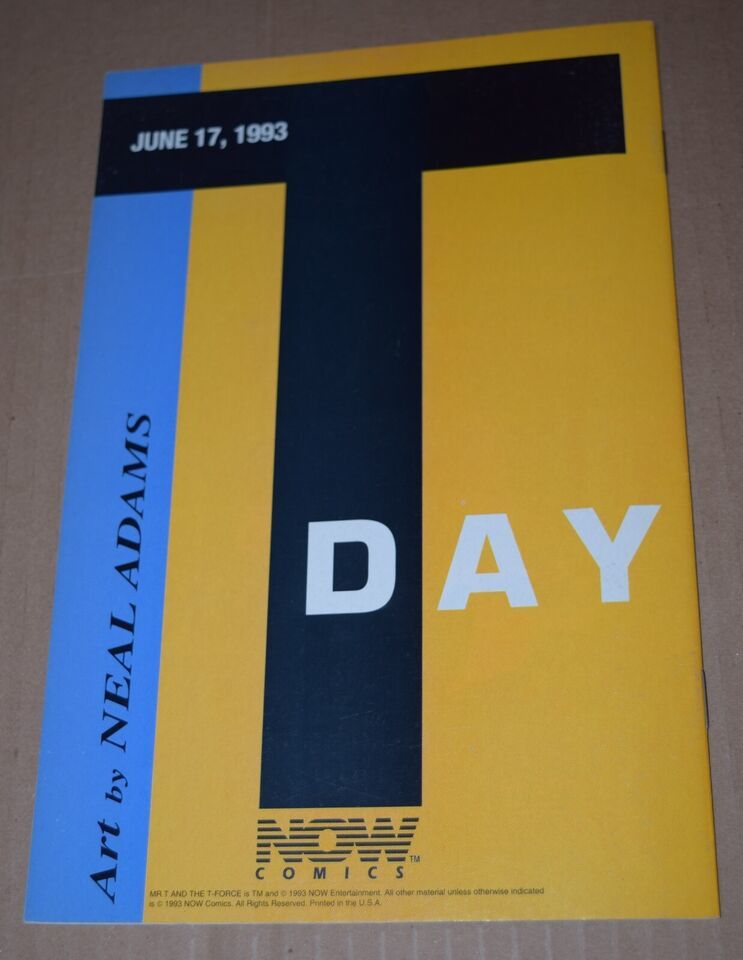 T
JUNE 17, 1993
DAY
Art by NEAL ADAMS
NOW
COMICS TM
MR.T AND THE T-FORCE is TM and © 1993 NOW Entertainment. All other material unless otherwise indicated
is © 1993 NOW Comics. All Rights Reserved. Printed in the U.S.A.